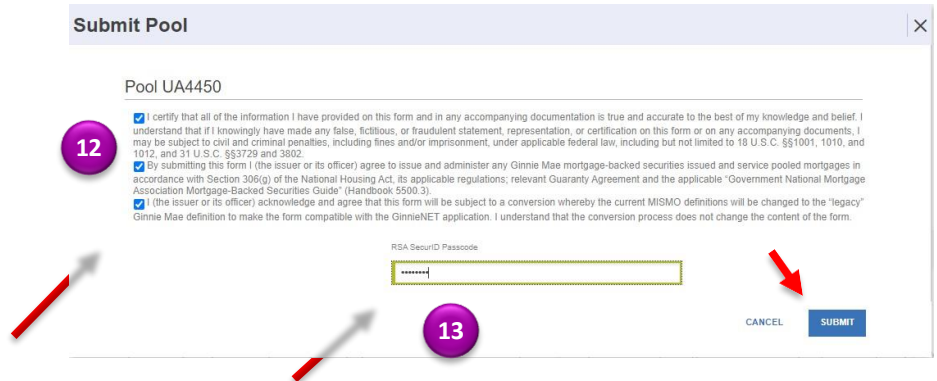 Submit Pool
Pool UA4450
I certify that all of the information I have provided on this form and in any accompanying documentation is true and accurate to the best of my knowledge and belief. I
understand that if I knowingly have made any false, fictitious, or fraudulent statement, representation, or certification on this form or on any accompanying documents, I
may be subject to civil and criminal penalties, including fines and/or imprisonment, under applicable federal law, including but not limited to 18 U.S.C. §§1001, 1010, and
1012, and 31 U.S.C. §§3729 and 3802.
By submitting this form I (the issuer or its officer) agree to issue and administer any Ginnie Mae mortgage-backed securities issued and service pooled mortgages in
accordance with Section 306(g) of the National Housing Act, its applicable regulations; relevant Guaranty Agreement and the applicable "Government National Mortgage
Association Mortgage-Backed Securities Guide" (Handbook 5500.3).
I (the issuer or its officer) acknowledge and agree that this form will be subject to a conversion whereby the current MISMO definitions will be changed to the "legacy"
Ginnie Mae definition to make the form compatible with the GinnieNET application. I understand that the conversion process does not change the content of the form.
12
RSA SecurID Passcode
••••••••
13
CANCEL SUBMIT